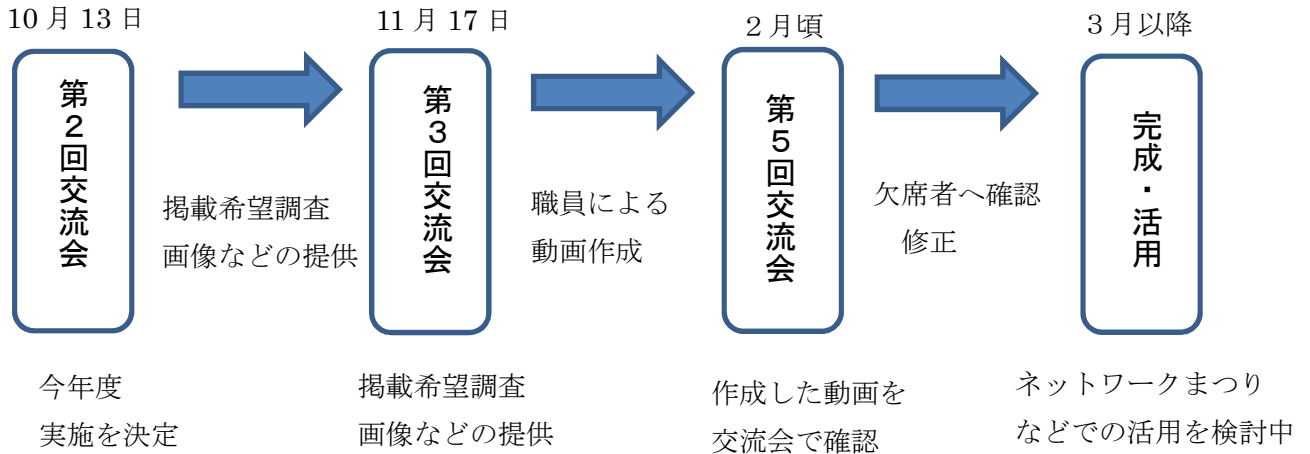 10月13日
第2回交流会
今年度
実施を決定
掲載希望調査
画像などの提供
11月17日
第3回交流会
掲載希望調査
画像などの提供
職員による
動画作成
２月頃
第5回交流会
作成した動画を
交流会で確認
欠席者へ確認
修正
３月以降
完成・活用
ネットワークまつり
などでの活用を検討中